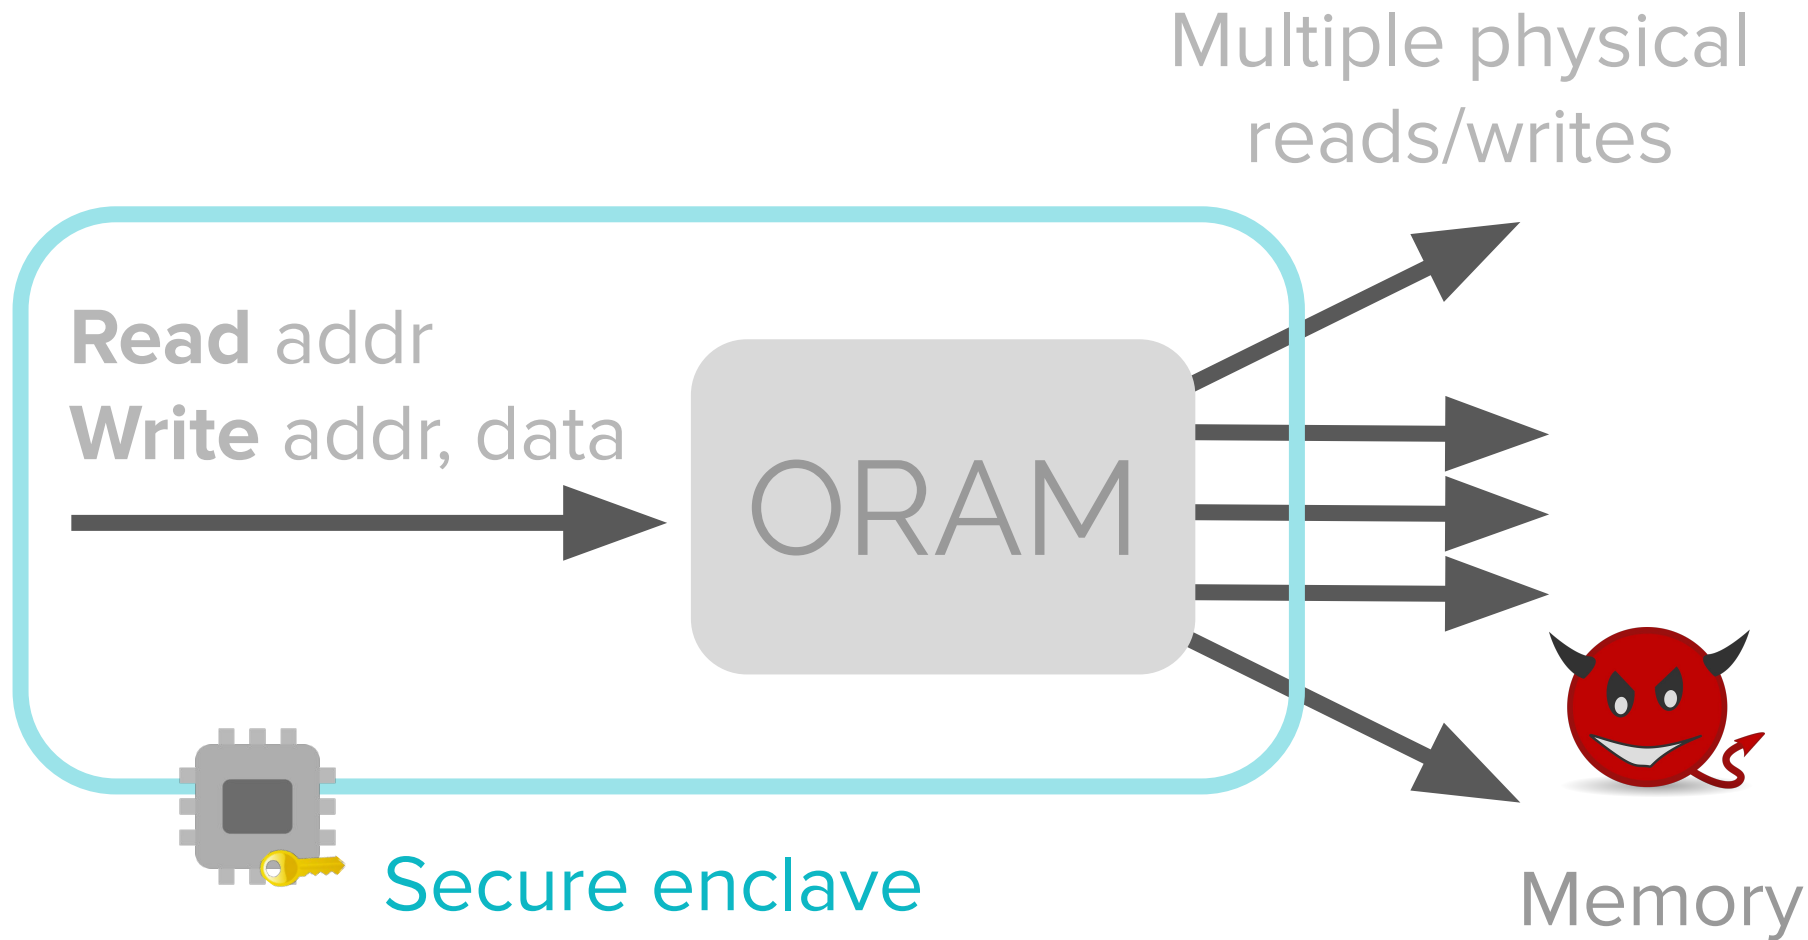 Multiple physical
reads/writes
Read addr
Write addr, data
ORAM
Secure enclave
Memory